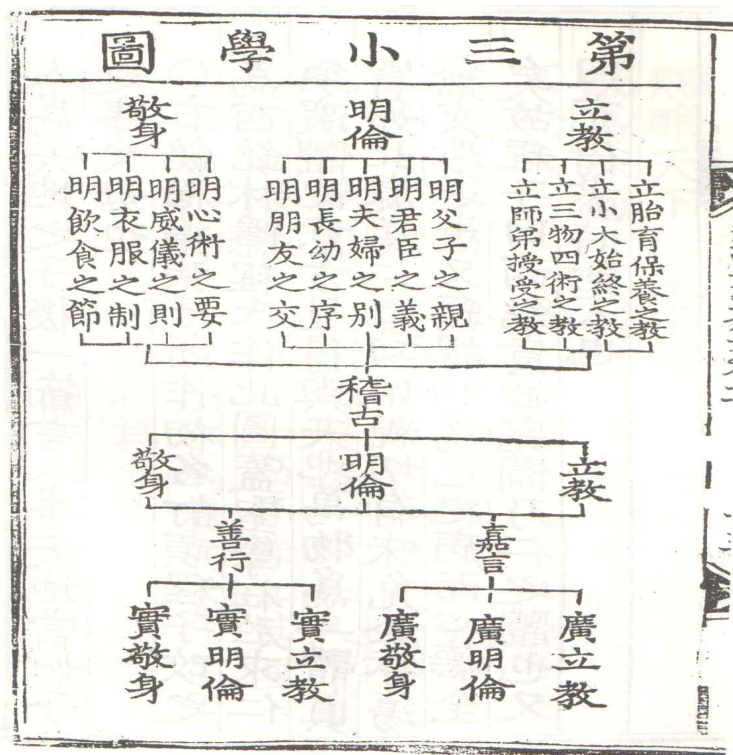 第三小學圖
立教
明倫
敬身
立胎育保養之教
立小大始終之教
立三物四術之教
立師弟授受之教
明父子之親
明君臣之義
明夫婦之別
明長幼之序
明朋友之交
明心術之要
明威儀之則
明衣服之制
明飮食之節
稽古
立教
明倫
敬身
嘉言
善行
廣立教
廣明倫
廣敬身
實立教
實明倫
實敬身